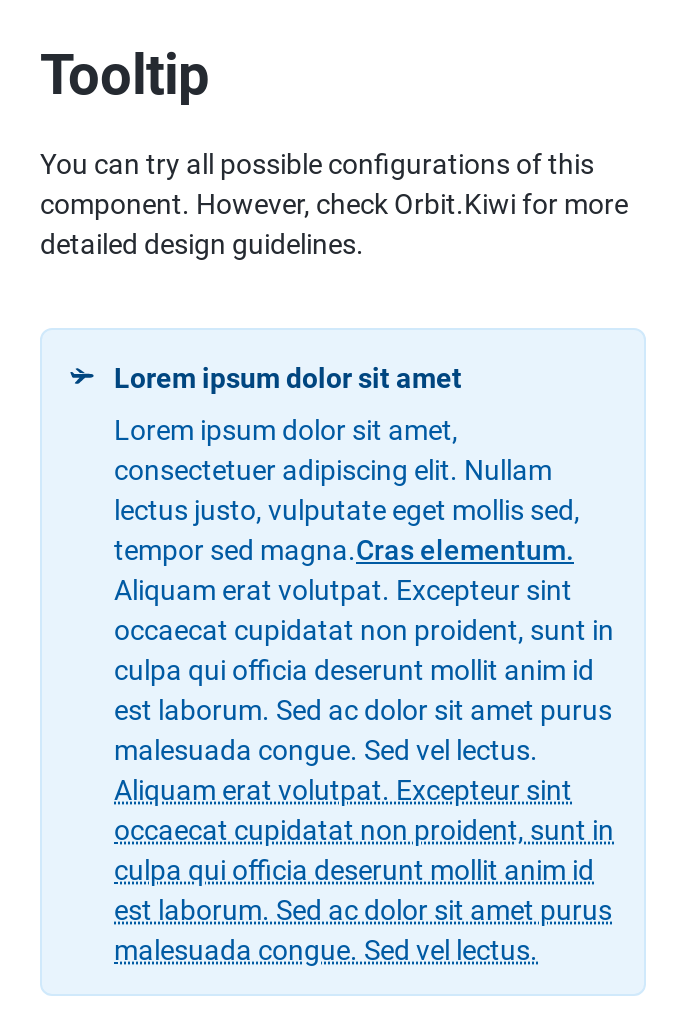 Tooltip
You can try all possible configurations of this
component. However, check Orbit.Kiwi for more
detailed design guidelines.
Lorem ipsum dolor sit amet
Lorem ipsum dolor sit amet,
consectetuer adipiscing elit. Nullam
lectus justo, vulputate eget mollis sed,
tempor sed magna.Cras elementum.
Aliquam erat volutpat. Excepteur sint
occaecat cupidatat non proident, sunt in
culpa qui officia deserunt mollit anim id
est laborum. Sed ac dolor sit amet purus
malesuada congue. Sed vel lectus.
Aliquam erat volutpat. Excepteur sint
occaecat cupidatat non proident, sunt in
culpa qui officia deserunt mollit anim id
est laborum. Sed ac dolor sit amet purus
malesuada congue. Sed vel lectus.